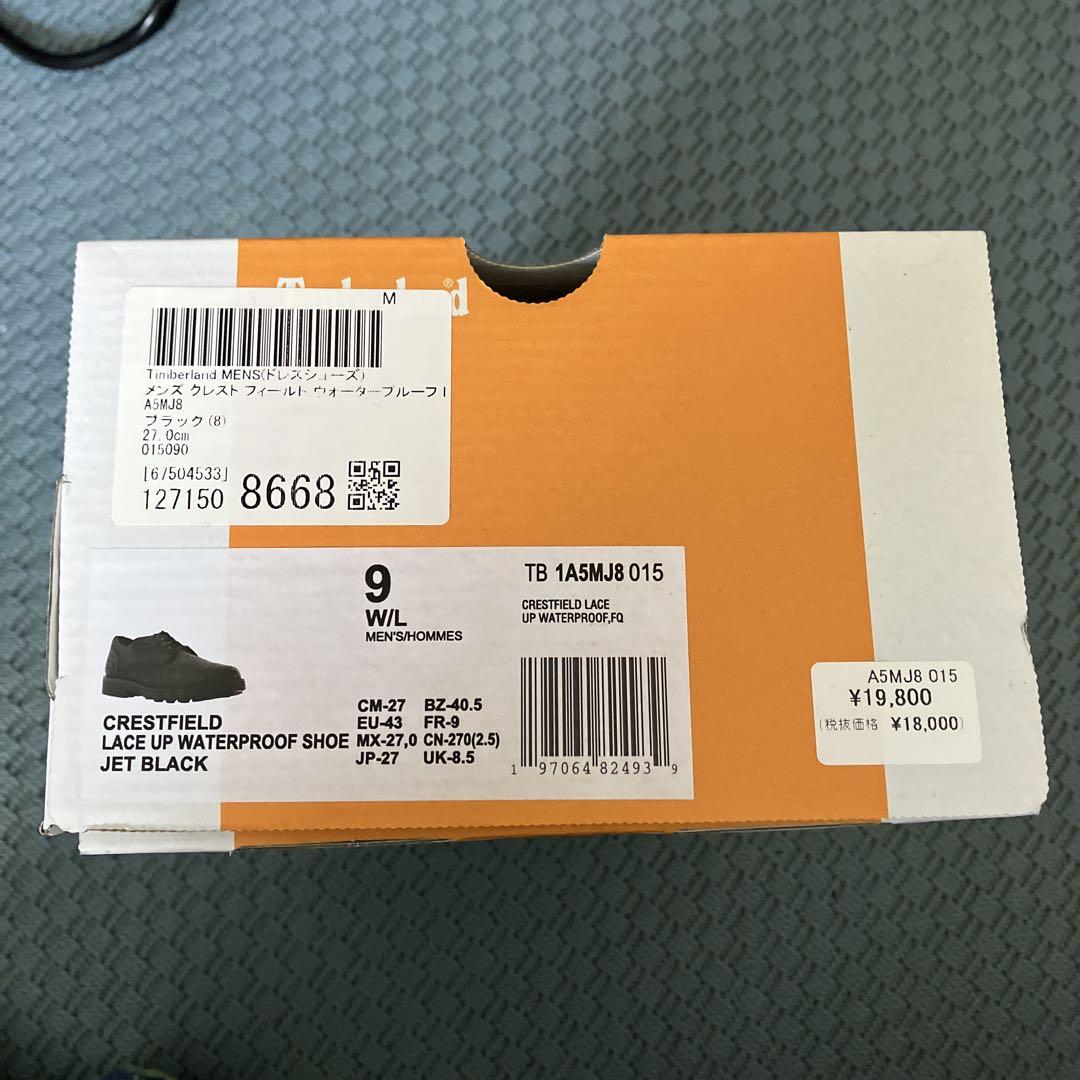 M
Timberland MENS(ドレスシューズ)
メンズ クレスト フィールド ウォータープルーフ
A5MJ8
ブラック(8)
27.0cm
015090
[67504533]
127150 8668
9
W/L
MEN'S/HOMMES
TB 1A5MJ8 015
CRESTFIELD LACE
UP WATERPROOF,FQ
CRESTFIELD
LACE UP WATERPROOF SHOE
JET BLACK
CM-27 BZ-40.5
EU-43 FR-9
MX-27,0 CN-270(2.5)
JP-27 UK-8.5
1 97064 82493 9
A5MJ8 015
¥19,800
(税抜価格 ¥18,000)